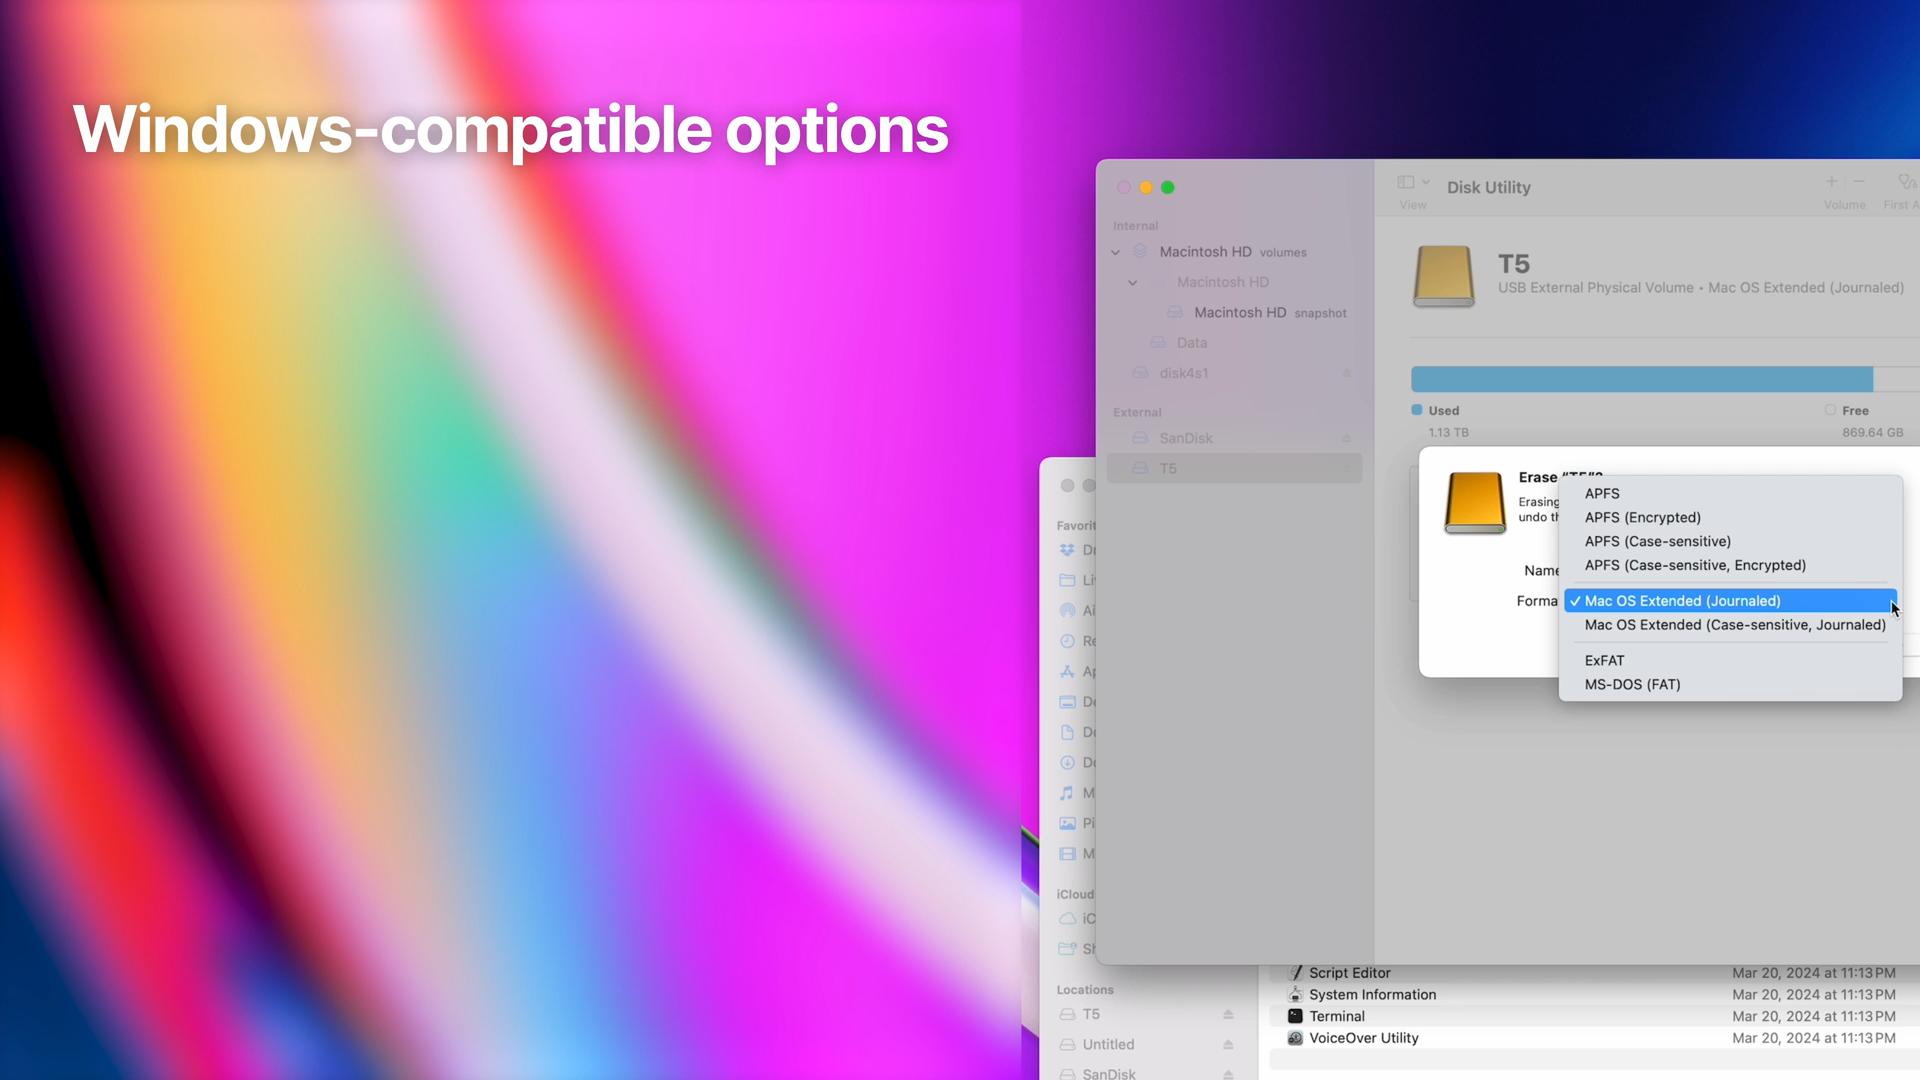 Windows-compatible options
Disk Utility
View
Volume
First A
Internal
Macintosh HD volumes
Macintosh HD
Macintosh HD snapshot
Data
disk4s1
External
SanDisk
T5
T5
USB External Physical Volume • Mac OS Extended (Journaled)
Used
1.13 TB
Free
869.64 GB
Erase "T5"?
Erasing
undo th
Name
Forma
APFS
APFS (Encrypted)
APFS (Case-sensitive)
APFS (Case-sensitive, Encrypted)
✓ Mac OS Extended (Journaled)
Mac OS Extended (Case-sensitive, Journaled)
ExFAT
MS-DOS (FAT)
Favorit
Dr
Li
Ai
Re
Ap
De
Do
Do
M
Pi
M
iCloud
iC
Sh
Locations
T5
Untitled
SanDisk
Script Editor Mar 20, 2024 at 11:13 PM
System Information Mar 20, 2024 at 11:13 PM
Terminal Mar 20, 2024 at 11:13 PM
VoiceOver Utility Mar 20, 2024 at 11:13 PM